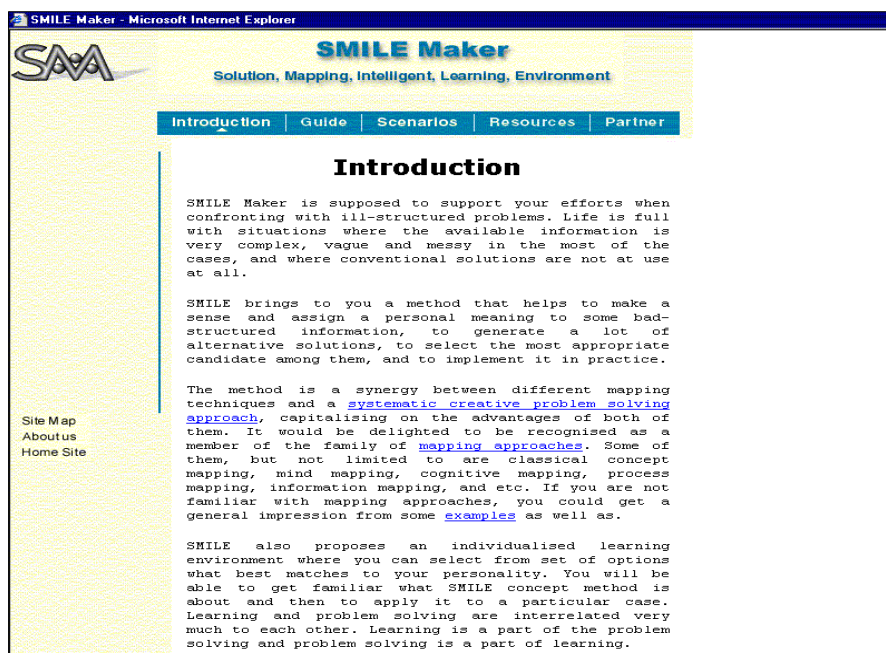 SMILE Maker - Microsoft Internet Explorer
SMILE Maker
Solution, Mapping, Intelligent, Learning, Environment
Introduction Guide Scenarios Resources Partner
Introduction
SMILE Maker is supposed to support your efforts when
confronting with ill-structured problems. Life is full
with situations where the available information is
very complex, vague and messy in the most of the
cases, and where conventional solutions are not at use
at all.
SMILE brings to you a method that helps to make a
sense and assign a personal meaning to some bad-
structured information, to generate a lot of
alternative solutions, to select the most appropriate
candidate among them, and to implement it in practice.
The method is a synergy between different mapping
techniques and a systematic creative problem solving
approach, capitalising on the advantages of both of
them. It would be delighted to be recognised as a
member of the family of mapping approaches. Some of
them, but not limited to are classical concept
mapping, mind mapping, cognitive mapping, process
mapping, information mapping, and etc. If you are not
familiar with mapping approaches, you could get a
general impression from some examples as well as.
SMILE also proposes an individualised learning
environment where you can select from set of options
what best matches to your personality. You will be
able to get familiar what SMILE concept method is
about and then to apply it to a particular case.
Learning and problem solving are interrelated very
much to each other. Learning is a part of the problem
solving and problem solving is a part of learning.
Site Map
About us
Home Site